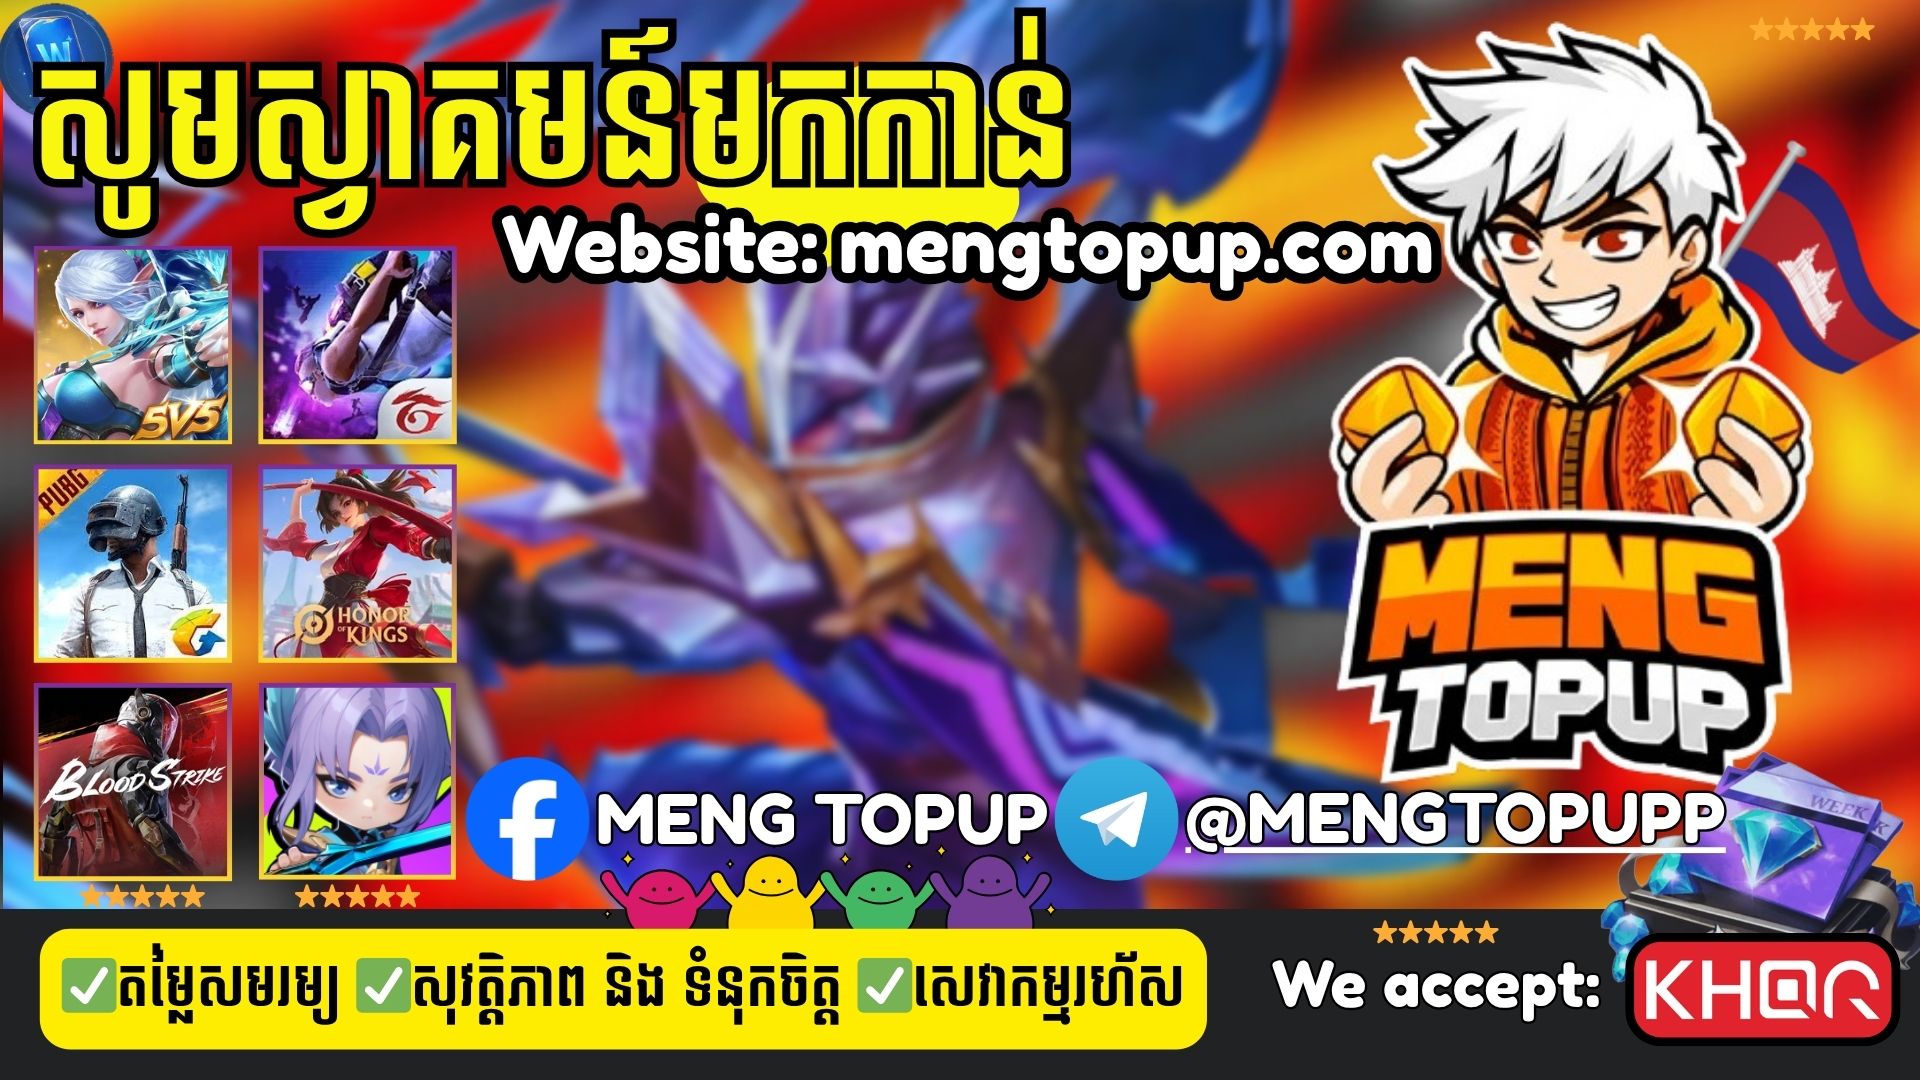 W
សូមស្វាគមន៍មកកាន់
Website: mengtopup.com
5V5
PUBG
HONOR
OF KINGS
BLOOD STRIKE
MENG
TOPUP
MENG TOPUP
@MENGTOPUPP
WEEK
✅តម្លៃសមរម្យ ✅សុវត្ថិភាព និង ទំនុកចិត្ត ✅សេវាកម្មរហ័ស
We accept:
KHQR